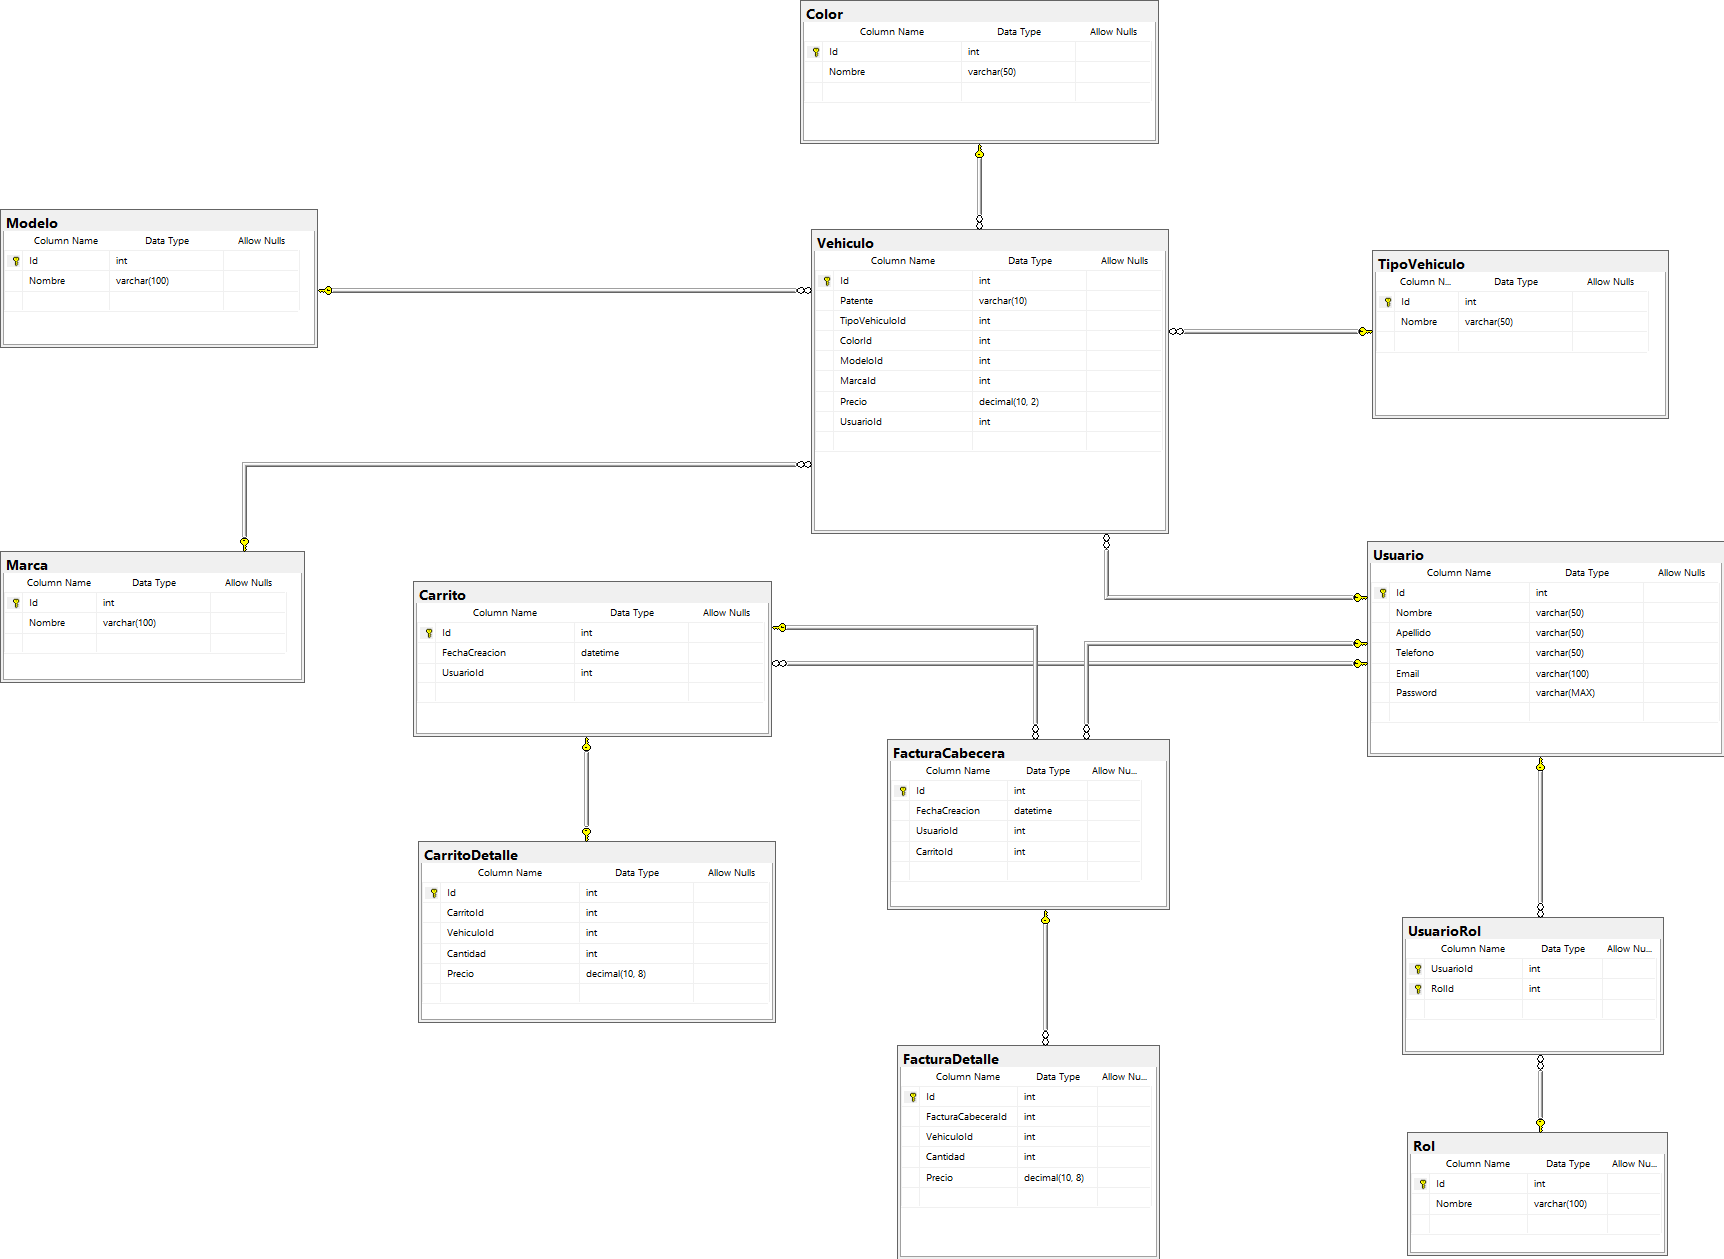 Color
Column Name Data Type Allow Nulls
Id int
Nombre varchar(50)
Modelo
Column Name Data Type Allow Nulls
Id int
Nombre varchar(100)
Vehiculo
Column Name Data Type Allow Nulls
Id int
Patente varchar(10)
TipoVehiculoId int
ColorId int
ModeloId int
MarcaId int
Precio decimal(10, 2)
UsuarioId int
TipoVehiculo
Column N... Data Type Allow Nulls
Id int
Nombre varchar(50)
Marca
Column Name Data Type Allow Nulls
Id int
Nombre varchar(100)
Carrito
Column Name Data Type Allow Nulls
Id int
FechaCreacion datetime
UsuarioId int
Usuario
Column Name Data Type Allow Nulls
Id int
Nombre varchar(50)
Apellido varchar(50)
Telefono varchar(50)
Email varchar(100)
Password varchar(MAX)
FacturaCabecera
Column Name Data Type Allow Nu...
Id int
FechaCreacion datetime
UsuarioId int
CarritoId int
CarritoDetalle
Column Name Data Type Allow Nulls
Id int
CarritoId int
VehiculoId int
Cantidad int
Precio decimal(10, 8)
UsuarioRol
Column Name Data Type Allow Nu...
UsuarioId int
RolId int
FacturaDetalle
Column Name Data Type Allow Nu...
Id int
FacturaCabeceraId int
VehiculoId int
Cantidad int
Precio decimal(10, 8)
Rol
Column Name Data Type Allow Nu...
Id int
Nombre varchar(100)